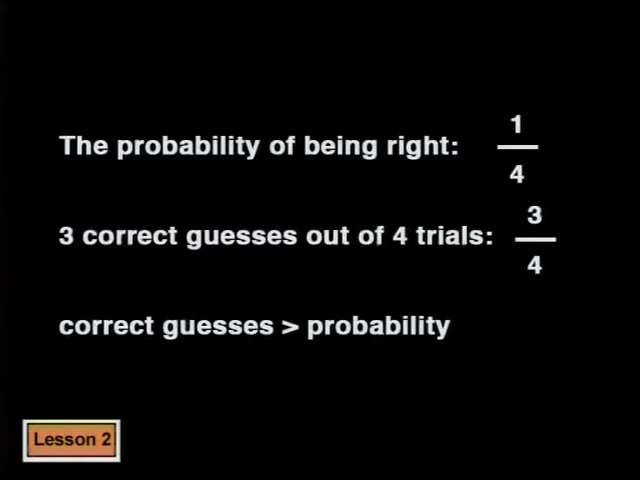 The probability of being right: 1/4
3 correct guesses out of 4 trials: 3/4
correct guesses > probability
Lesson 2